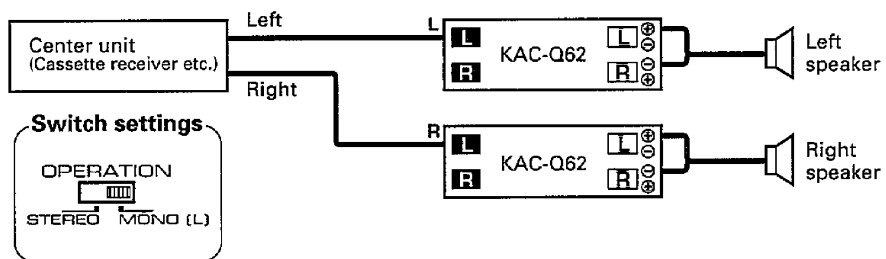 Left
Center unit
(Cassette receiver etc.)
Right
L
L
R
KAC-Q62
L ⊕
⊖
R ⊖
⊕
Left
speaker
R
L
R
KAC-Q62
L ⊕
⊖
R ⊖
⊕
Right
speaker
Switch settings
OPERATION
STEREO MONO (L)